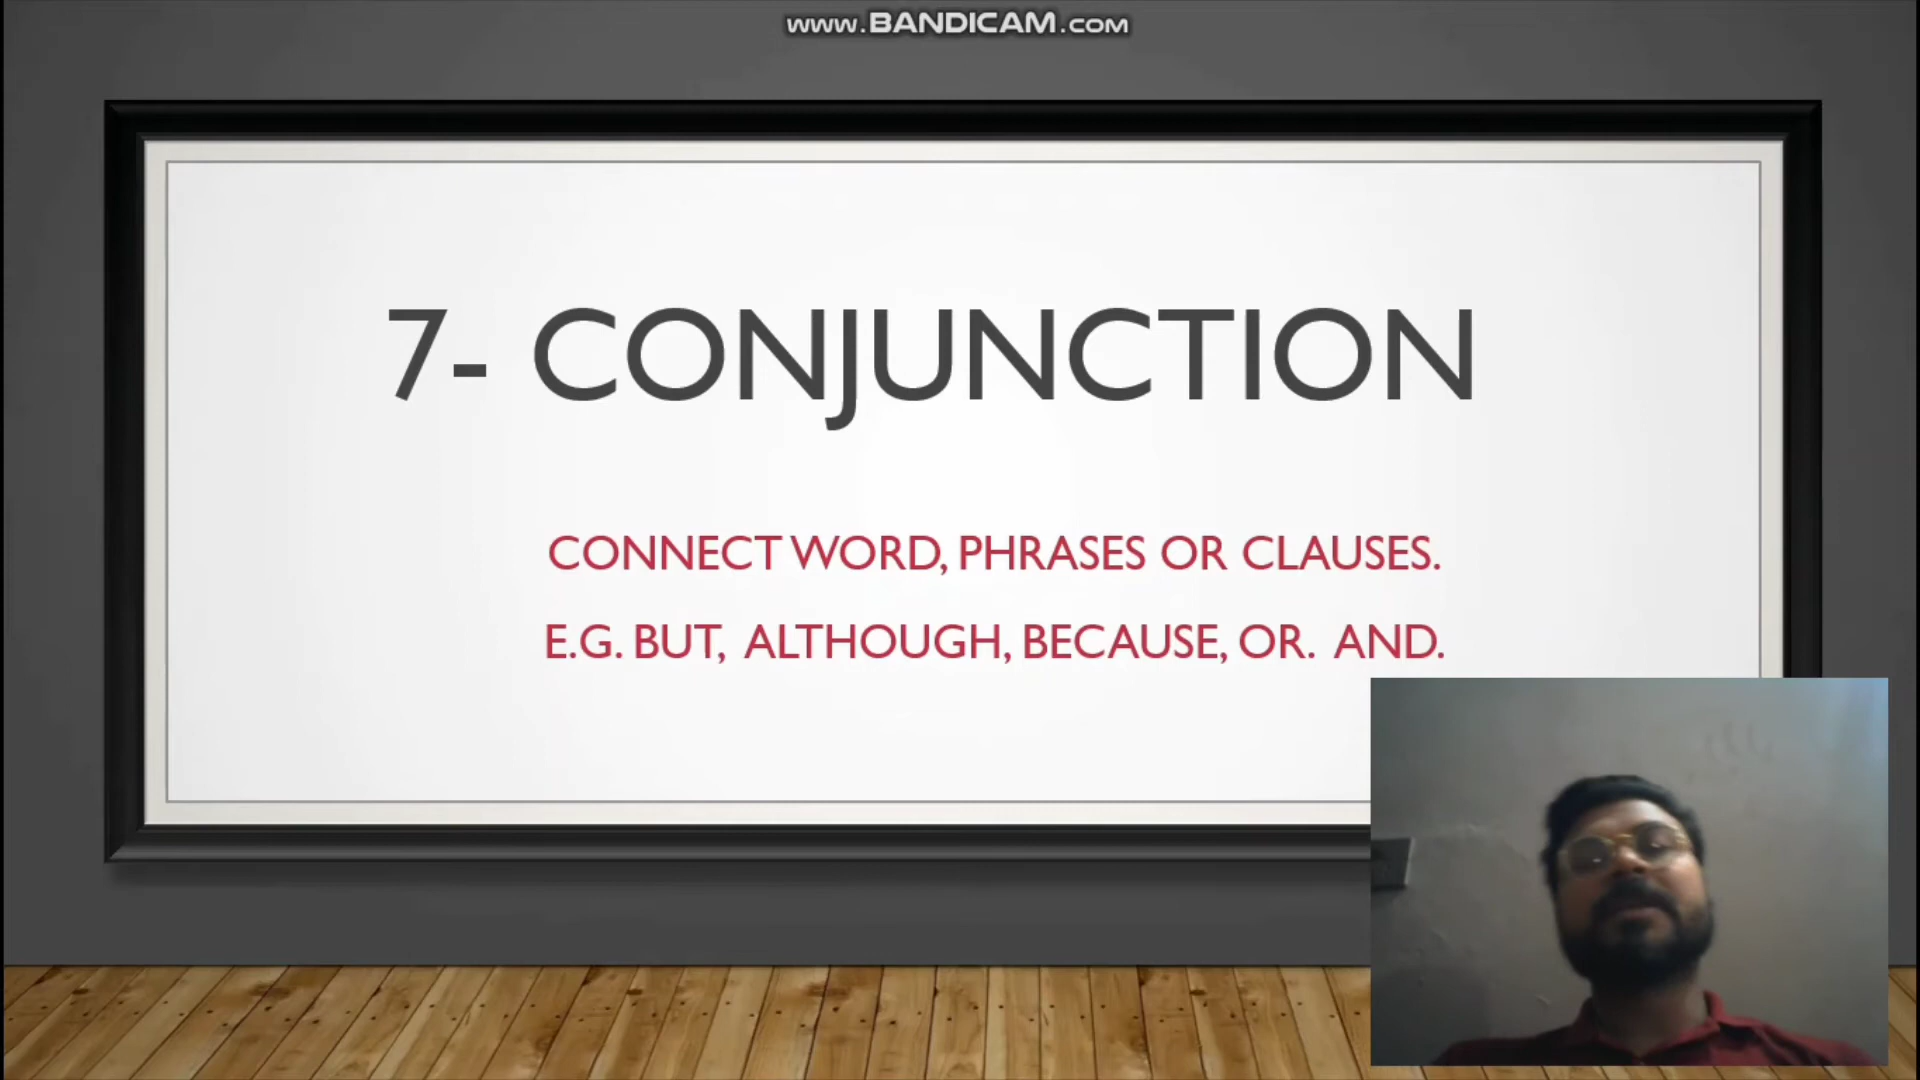 www.BANDICAM.com
7- CONJUNCTION
CONNECT WORD, PHRASES OR CLAUSES.
E.G. BUT, ALTHOUGH, BECAUSE, OR. AND.